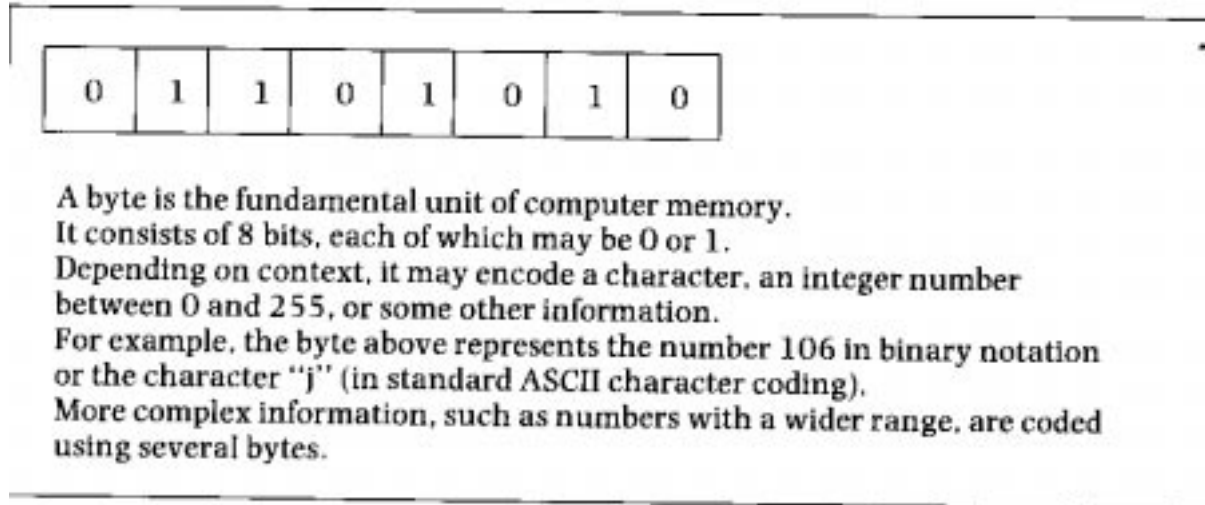 0 1 1 0 1 0 1 0
A byte is the fundamental unit of computer memory.
It consists of 8 bits, each of which may be 0 or 1.
Depending on context, it may encode a character, an integer number
between 0 and 255, or some other information.
For example, the byte above represents the number 106 in binary notation
or the character “j” (in standard ASCII character coding).
More complex information, such as numbers with a wider range, are coded
using several bytes.